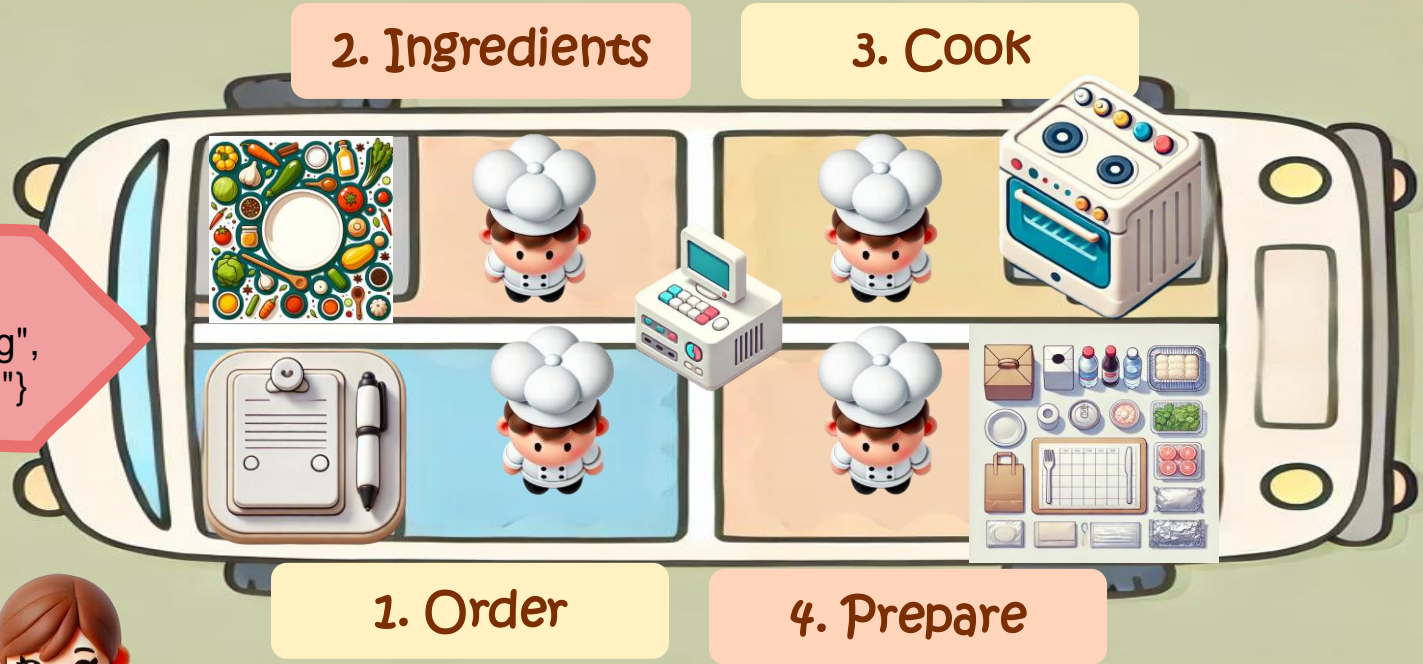 2. Ingredients
3. Cook
g",
"}
1. Order
4. Prepare